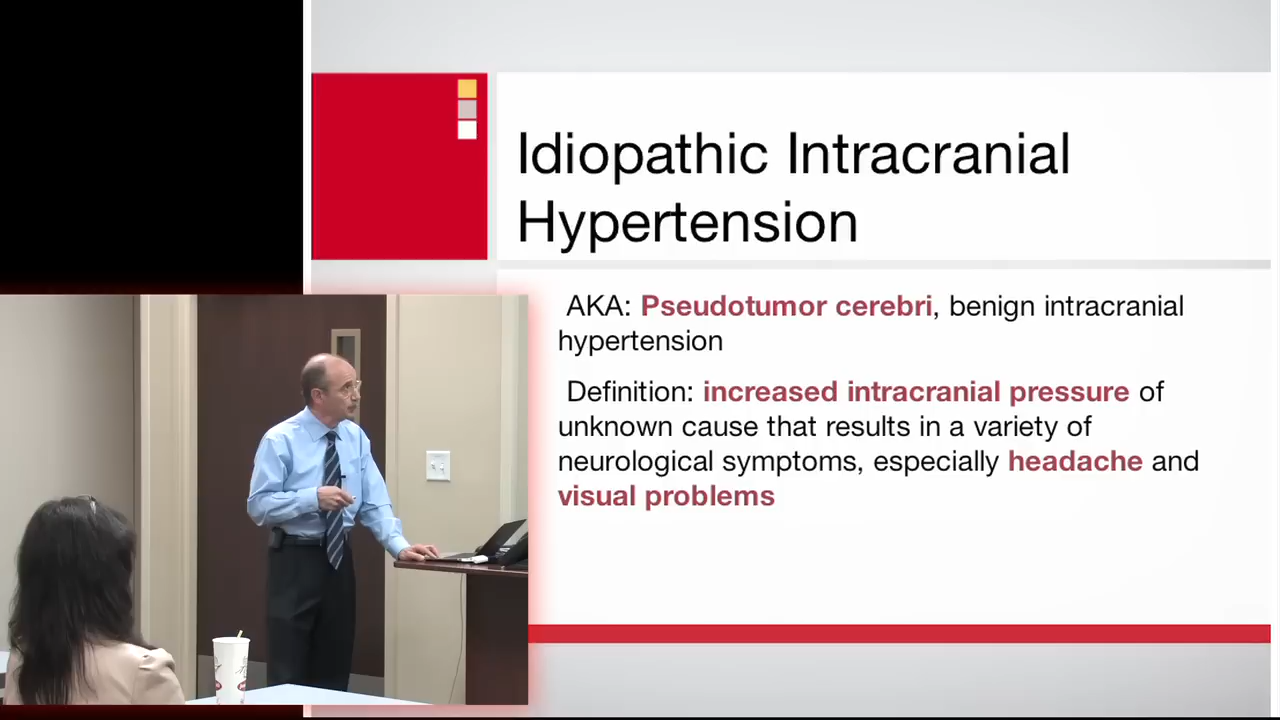 Idiopathic Intracranial
Hypertension
AKA: Pseudotumor cerebri, benign intracranial
hypertension
Definition: increased intracranial pressure of
unknown cause that results in a variety of
neurological symptoms, especially headache and
visual problems